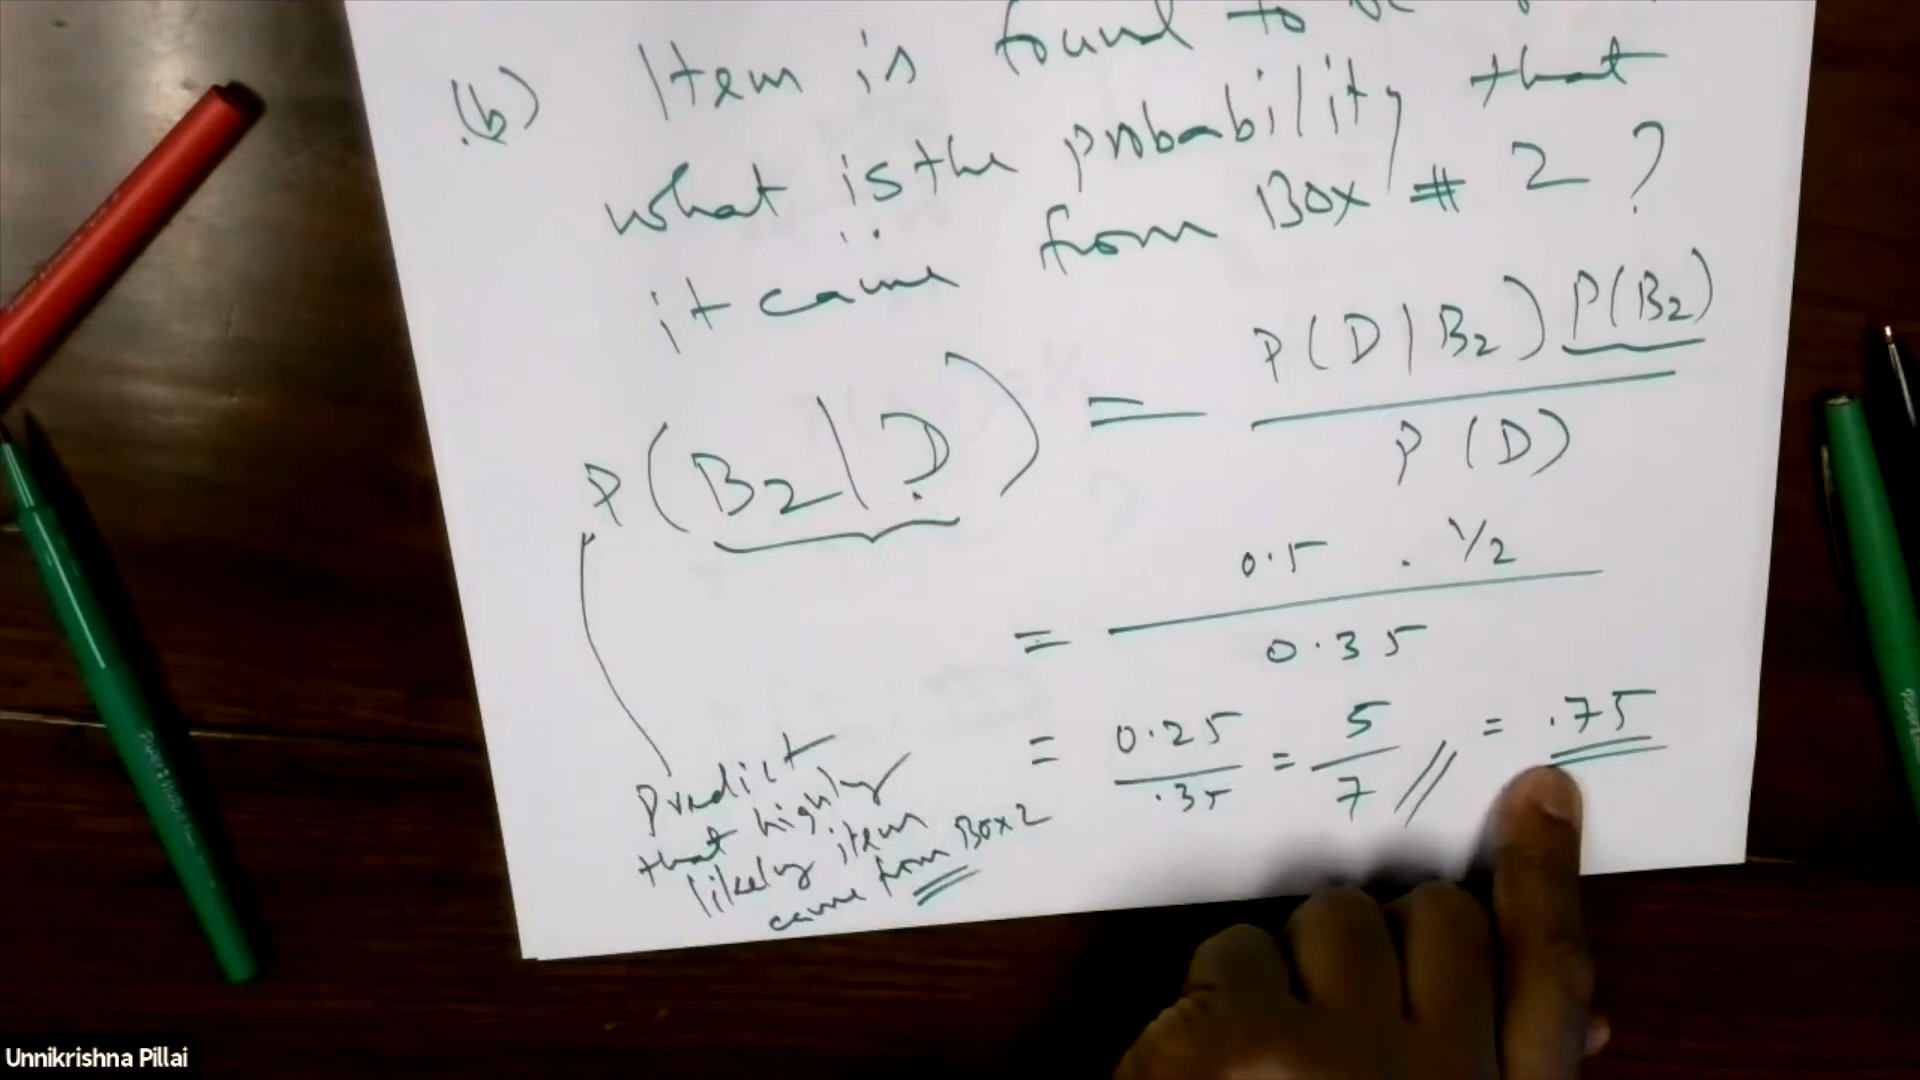 (b) Item is found to
what is the probability that
it came from Box # 2 ?
P(B2|D) = P(D|B2) P(B2)
P(D)
= 0.5 . 1/2
0.35
= 0.25 / .35 = 5 / 7 = .75
Predict
that highly
likely item
came from Box 2
Unnikrishna Pillai